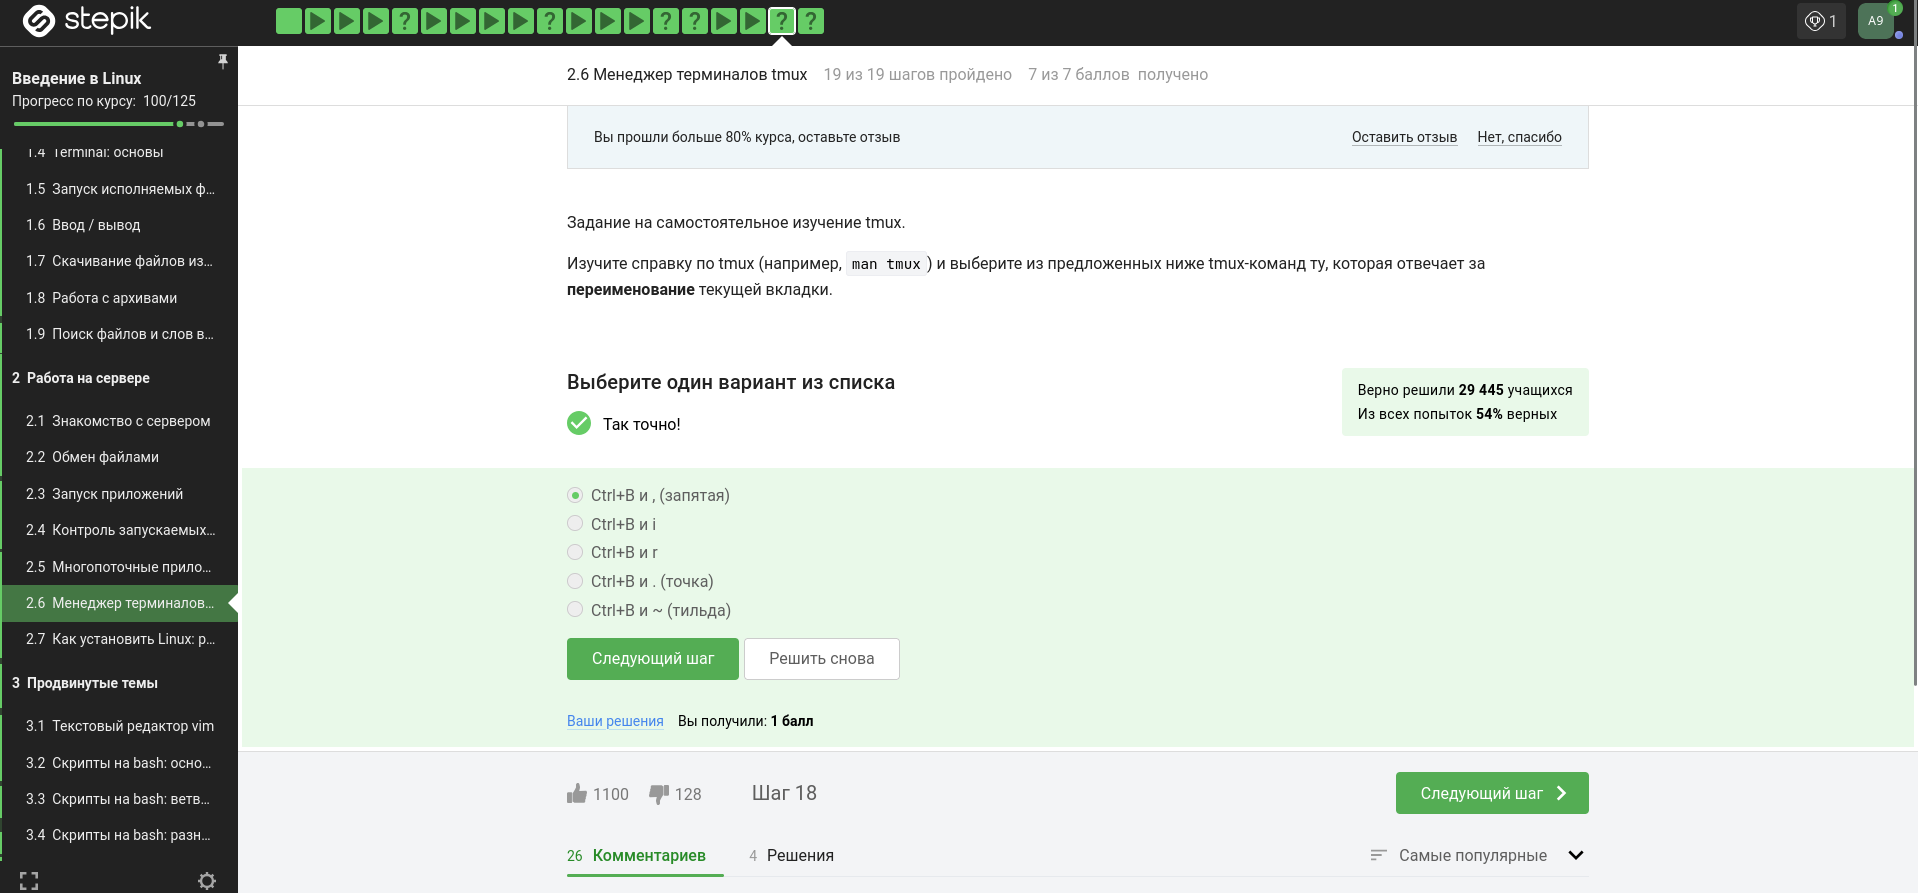 stepik
? ? ? ? ? ?
1
A9
1
Введение в Linux
Прогресс по курсу: 100/125
1.4 Terminal: основы
1.5 Запуск исполняемых ф...
1.6 Ввод / вывод
1.7 Скачивание файлов из...
1.8 Работа с архивами
1.9 Поиск файлов и слов в...
2 Работа на сервере
2.1 Знакомство с сервером
2.2 Обмен файлами
2.3 Запуск приложений
2.4 Контроль запускаемых...
2.5 Многопоточные прило...
2.6 Менеджер терминалов...
2.7 Как установить Linux: р...
3 Продвинутые темы
3.1 Текстовый редактор vim
3.2 Скрипты на bash: осно...
3.3 Скрипты на bash: ветв...
3.4 Скрипты на bash: разн...
2.6 Менеджер терминалов tmux 19 из 19 шагов пройдено 7 из 7 баллов получено
Вы прошли больше 80% курса, оставьте отзыв Оставить отзыв Нет, спасибо
Задание на самостоятельное изучение tmux.
Изучите справку по tmux (например, man tmux ) и выберите из предложенных ниже tmux-команд ту, которая отвечает за
переименование текущей вкладки.
Выберите один вариант из списка
Так точно!
Верно решили 29 445 учащихся
Из всех попыток 54% верных
Ctrl+B и , (запятая)
Ctrl+B и i
Ctrl+B и r
Ctrl+B и . (точка)
Ctrl+B и ~ (тильда)
Следующий шаг Решить снова
Ваши решения Вы получили: 1 балл
1100 128 Шаг 18 Следующий шаг
26 Комментариев 4 Решения Самые популярные